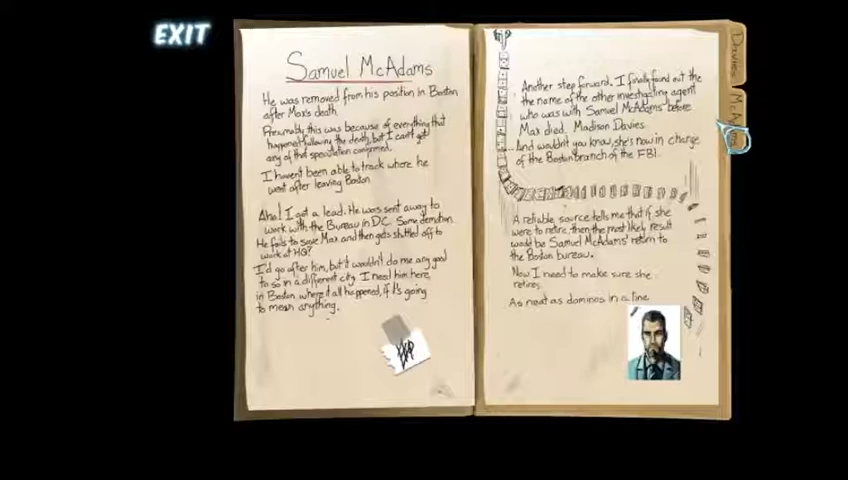 EXIT
Samuel McAdams
He was removed from his position in Boston
after Max's death
Presumably this was because of everything that
happened following the death, but I can't get
any of that speculation confirmed.
I havent been able to track where he
went after leaving Boston
Aha! I got a lead. He was sent away to
work with the Bureau in DC. Some demotion.
He fails to save Max and then gets shuttled off to
work at HQ?
I'd go after him, but it wouldn't do me any good
to so in a different city. I need him here,
in Boston where it all happened, if it's going
to mean anything.
Another step forward. I finally found out the
the name of the other investigating agent
who was with Samuel McAdams before
Max died. Madison Davies.
And wouldn't you know, she's now in charge
of the Boston branch of the FBI.
A reliable source tells me that if she
were to retire, then the most likely result
would be Samuel McAdams' return to
the Boston bureau.
Now I need to make sure she
retires.
As neat as dominos in a line
Davies